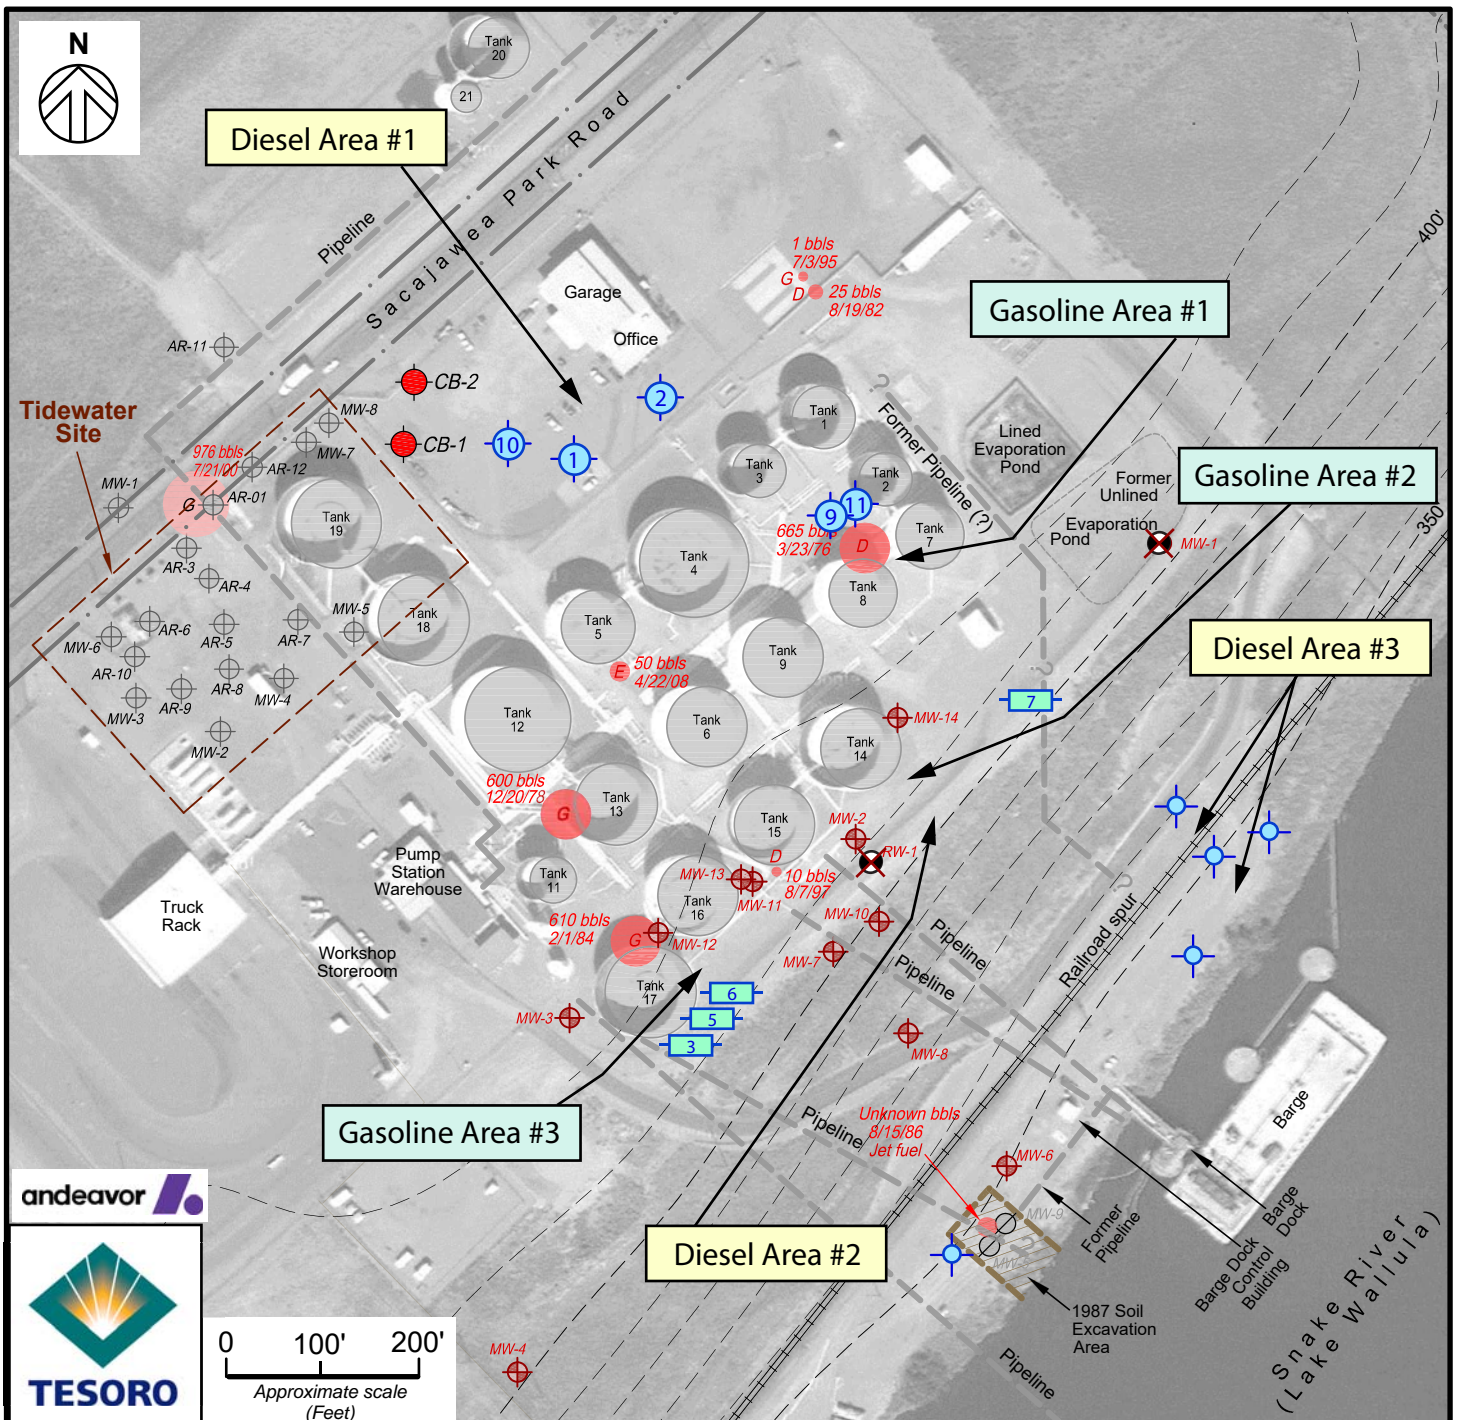 N
Tank
20
21
Diesel Area #1
Pipeline
Sacajawea Park Road
400'
1 bbls
7/3/95
G
D
25 bbls
8/19/82
Garage
Office
Gasoline Area #1
AR-11
CB-2
CB-1
Tidewater
Site
MW-8
MW-7
976 bbls
7/21/00
AR-12
MW-1
G
AR-01
2
10
1
Tank
1
Tank
3
Tank
2
?
Former Pipeline (?)
Lined
Evaporation
Pond
Former
Unlined
Evaporation
Pond
Gasoline Area #2
350'
MW-1
9
11
Tank
7
665 bbls
3/23/76
D
Tank
19
Tank
4
Tank
8
AR-3
AR-4
AR-6
AR-5
AR-7
MW-5
MW-6
AR-10
AR-8
MW-4
MW-3
AR-9
MW-2
Tank
18
Tank
5
Tank
9
Diesel Area #3
E
50 bbls
4/22/08
?
7
Tank
12
Tank
6
MW-14
Tank
14
600 bbls
12/20/78
G
Tank
13
Tank
15
MW-2
RW-1
D
10 bbls
8/7/97
Pump
Station
Warehouse
Tank
11
MW-13
MW-11
Tank
16
?
Truck
Rack
Workshop
Storeroom
610 bbls
2/1/84
G
MW-12
MW-10
MW-7
Pipeline
Pipeline
Railroad spur
Tank
17
6
5
3
MW-3
MW-8
Gasoline Area #3
Pipeline
Unknown bbls
8/15/86
Jet fuel
MW-6
Barge
MW-9
Former
Pipeline
Barge
Dock
Barge Dock
Control
Building
Diesel Area #2
1987 Soil
Excavation
Area
Snake River
(Lake Wallula)
andeavor
TESORO
0 100' 200'
Approximate scale
(Feet)
MW-4
Pipeline